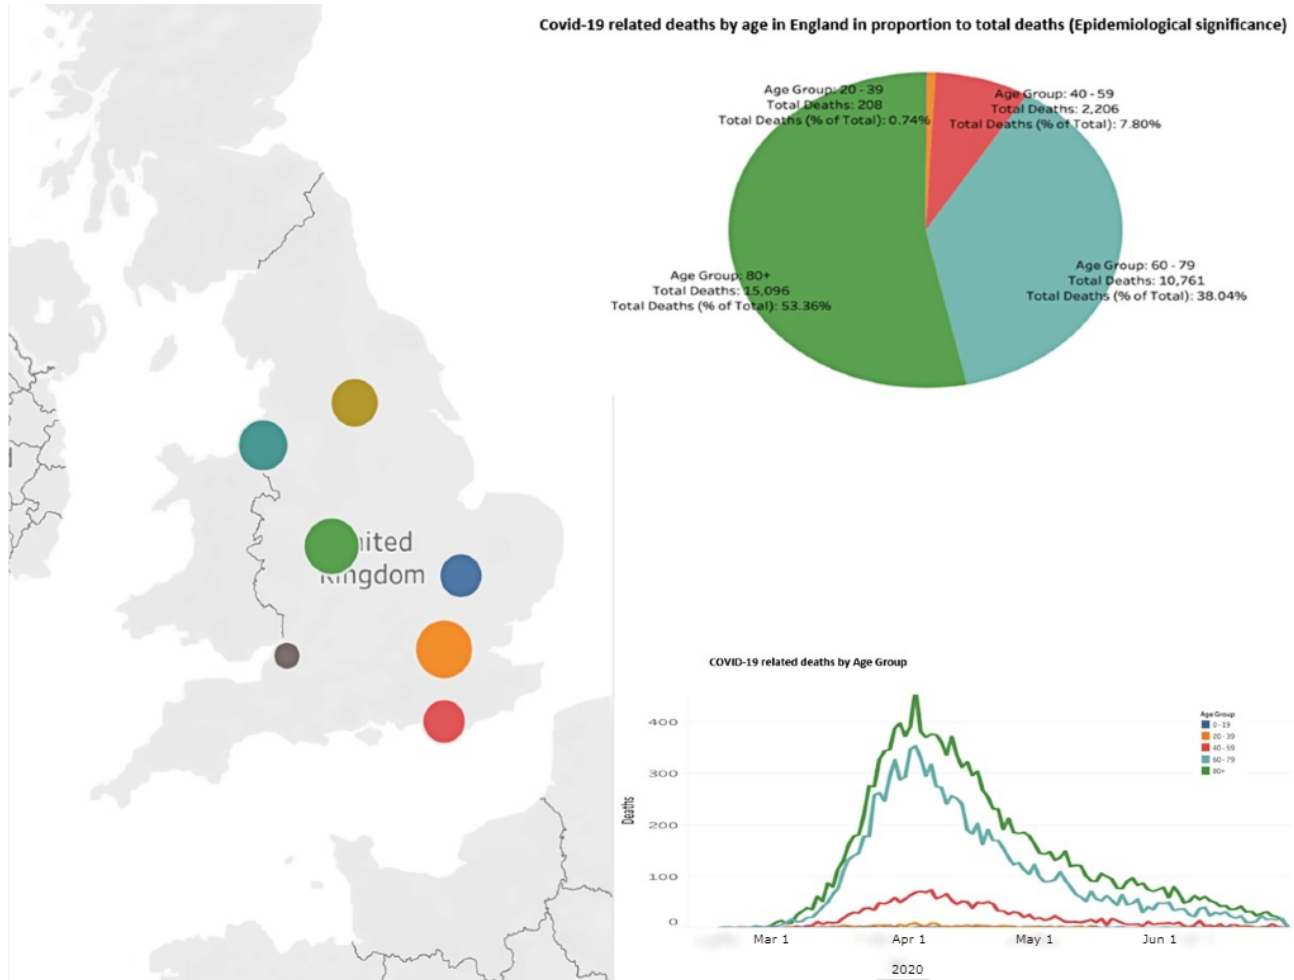 Covid-19 related deaths by age in England in proportion to total deaths (Epidemiological significance)
Age Group: 20 - 39
Total Deaths: 208
Total Deaths (% of Total): 0.74%
Age Group: 40 - 59
Total Deaths: 2,206
Total Deaths (% of Total): 7.80%
Age Group: 80+
Total Deaths: 15,096
Total Deaths (% of Total): 53.36%
Age Group: 60 - 79
Total Deaths: 10,761
Total Deaths (% of Total): 38.04%
nited
Kingdom
COVID-19 related deaths by Age Group
Age Group
0 - 19
20 - 39
40 - 59
60 - 79
80+
Deaths
400
300
200
100
0
Mar 1
Apr 1
May 1
Jun 1
2020